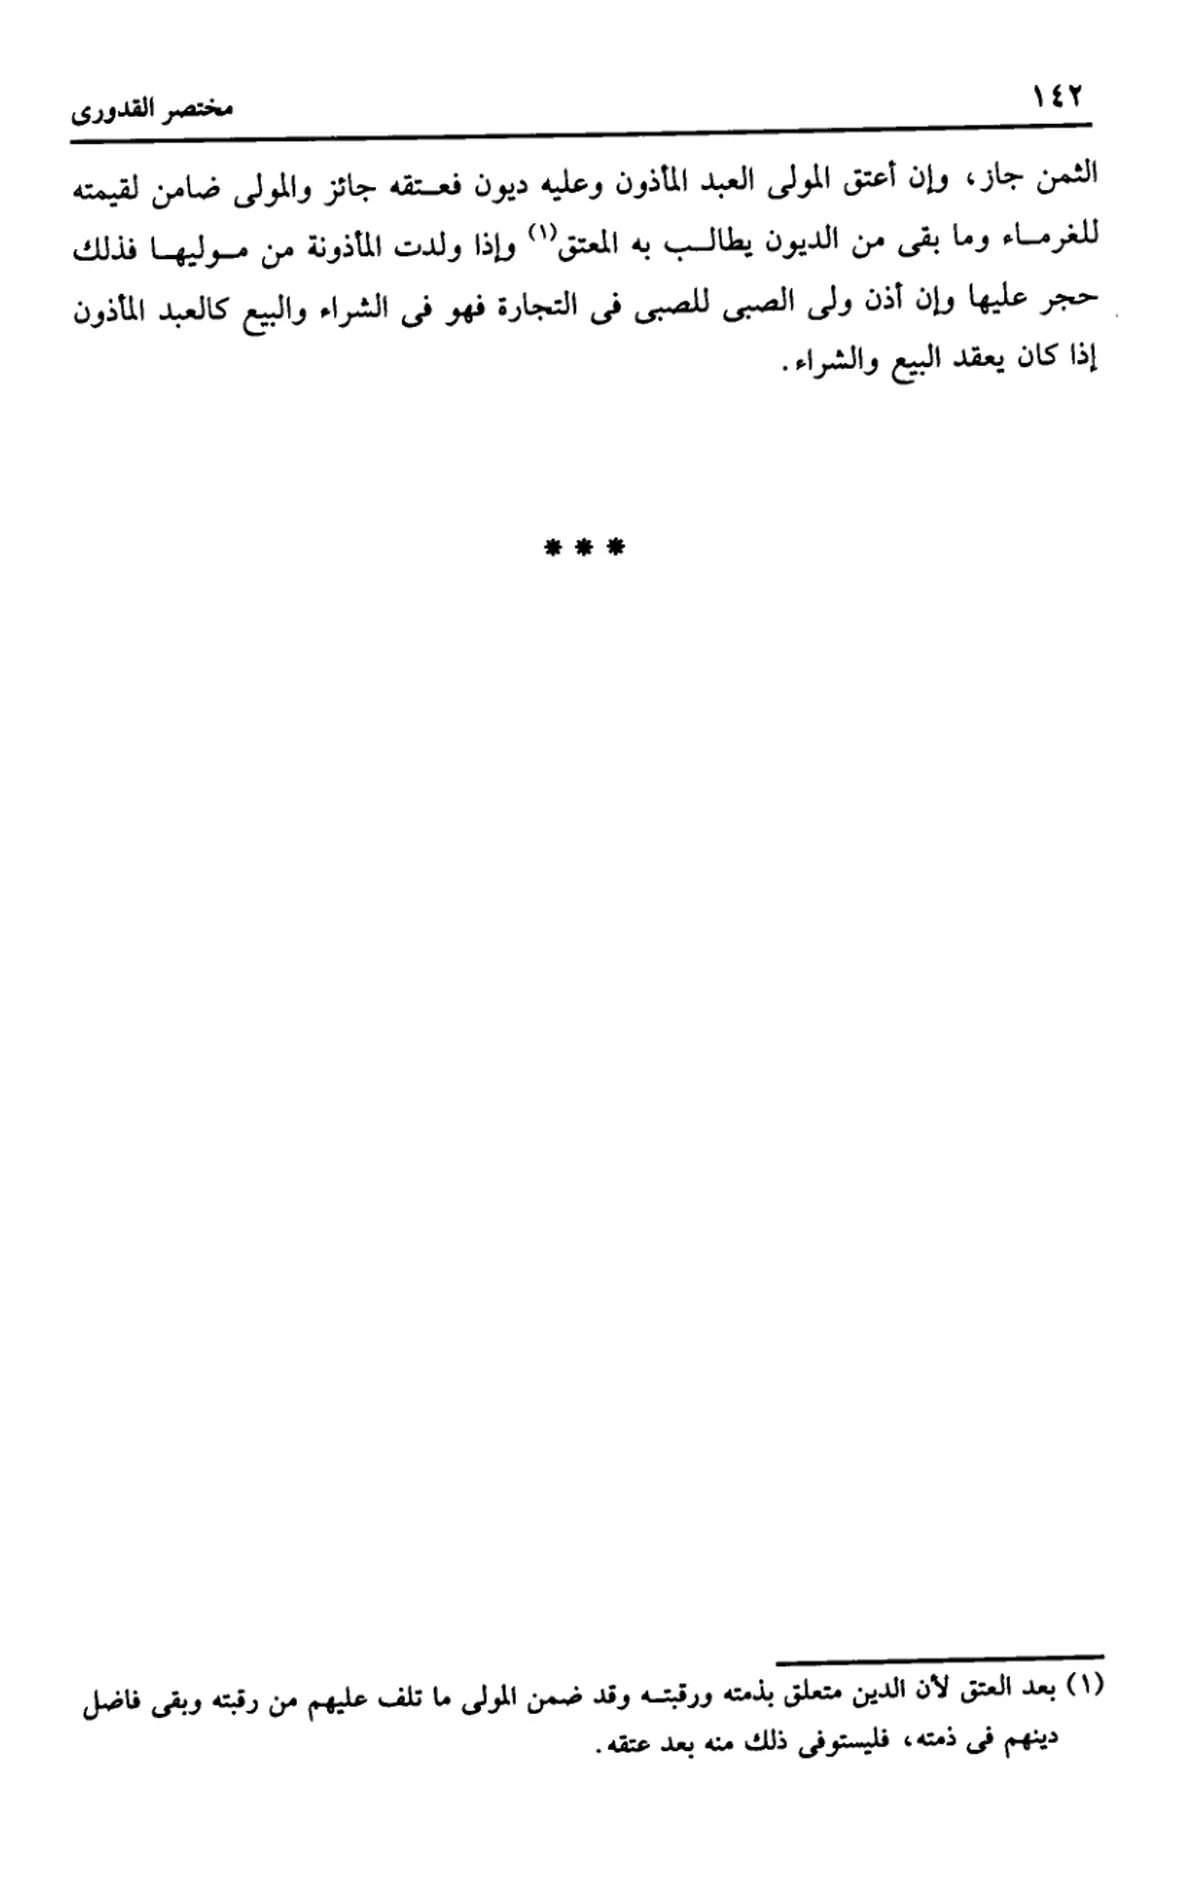 ١٤٢
مختصر القدورى
الثمن جاز، وإن أعتق المولى العبد المأذون وعليه ديون فعـتقه جائز والمولى ضامن لقيمته
للغرمـاء وما بقى من الديون يطالـب به المعتق(١) وإذا ولدت المأذونة من مـوليهـا فذلك
حجر عليها وإن أذن ولى الصبى للصبى فى التجارة فهو فى الشراء والبيع كالعبد المأذون
إذا كان يعقد البيع والشراء.
* * *
(١) بعد العتق لأن الدين متعلق بذمته ورقبتـه وقد ضمن المولى ما تلف عليهم من رقبته وبقى فاضل
دينهم فى ذمته، فليستوفى ذلك منه بعد عتقه.